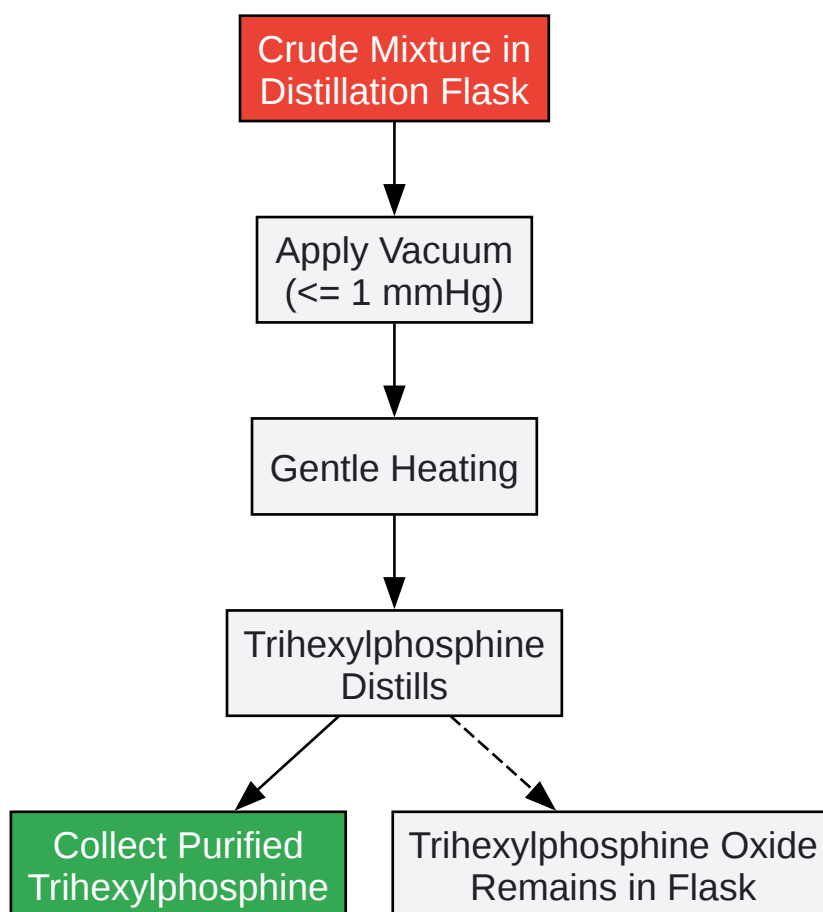 Crude Mixture in
Distillation Flask
Apply Vacuum
(<= 1 mmHg)
Gentle Heating
Trihexylphosphine
Distills
Collect Purified
Trihexylphosphine
Trihexylphosphine Oxide
Remains in Flask